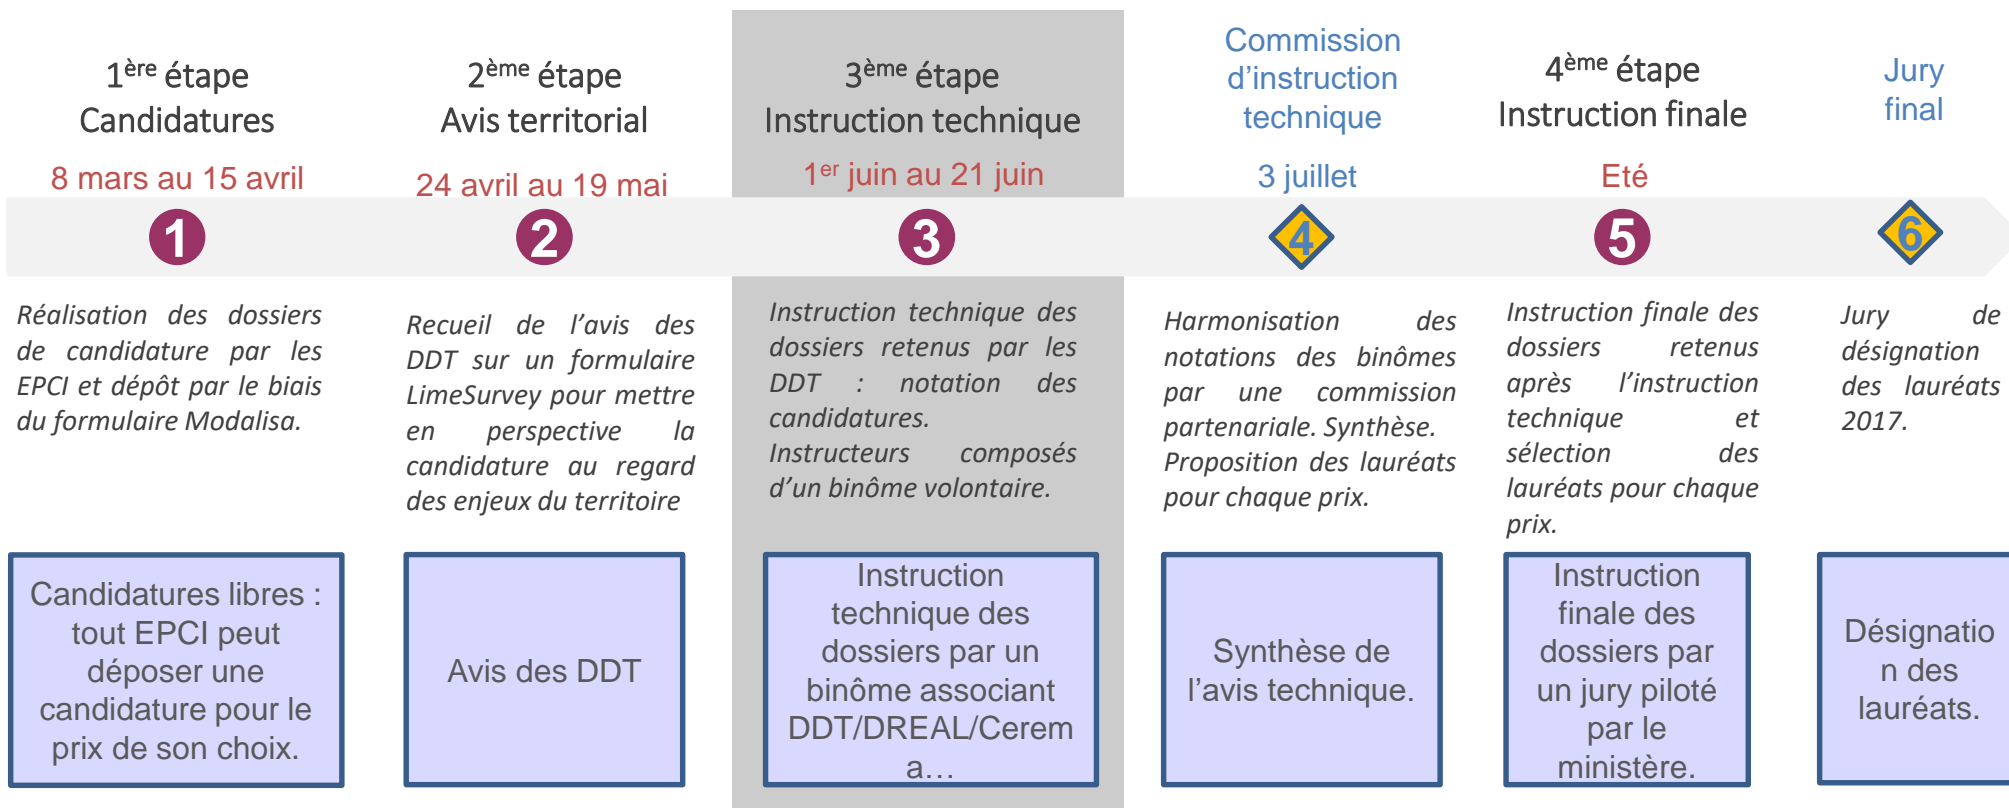 1ère étape
Candidatures
8 mars au 15 avril
1
Réalisation des dossiers
de candidature par les
EPCI et dépôt par le biais
du formulaire Modalisa.
Candidatures libres :
tout EPCI peut
déposer une
candidature pour le
prix de son choix.
2ème étape
Avis territorial
24 avril au 19 mai
2
Recueil de l’avis des
DDT sur un formulaire
LimeSurvey pour mettre
en perspective la
candidature au regard
des enjeux du territoire
Avis des DDT
3ème étape
Instruction technique
1er juin au 21 juin
3
Instruction technique des
dossiers retenus par les
DDT : notation des
candidatures.
Instructeurs composés
d’un binôme volontaire.
Instruction
technique des
dossiers par un
binôme associant
DDT/DREAL/Cerem
a…
Commission
d’instruction
technique
3 juillet
4
Harmonisation des
notations des binômes
par une commission
partenariale. Synthèse.
Proposition des lauréats
pour chaque prix.
Synthèse de
l’avis technique.
4ème étape
Instruction finale
Eté
5
Instruction finale des
dossiers retenus
après l’instruction
technique et
sélection des
lauréats pour chaque
prix.
Instruction
finale des
dossiers par
un jury piloté
par le
ministère.
Jury
final
6
Jury de
désignation
des lauréats
2017.
Désignatio
n des
lauréats.